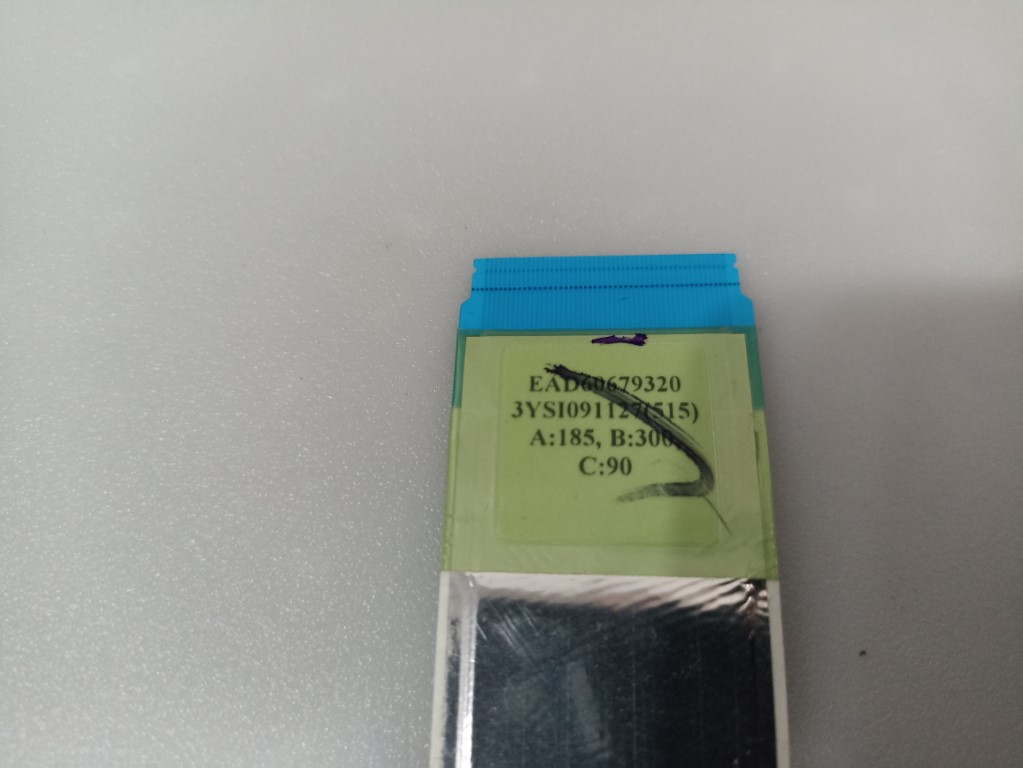 EAD60679320
3YSI091127(515)
A:185, B:300,
C:90